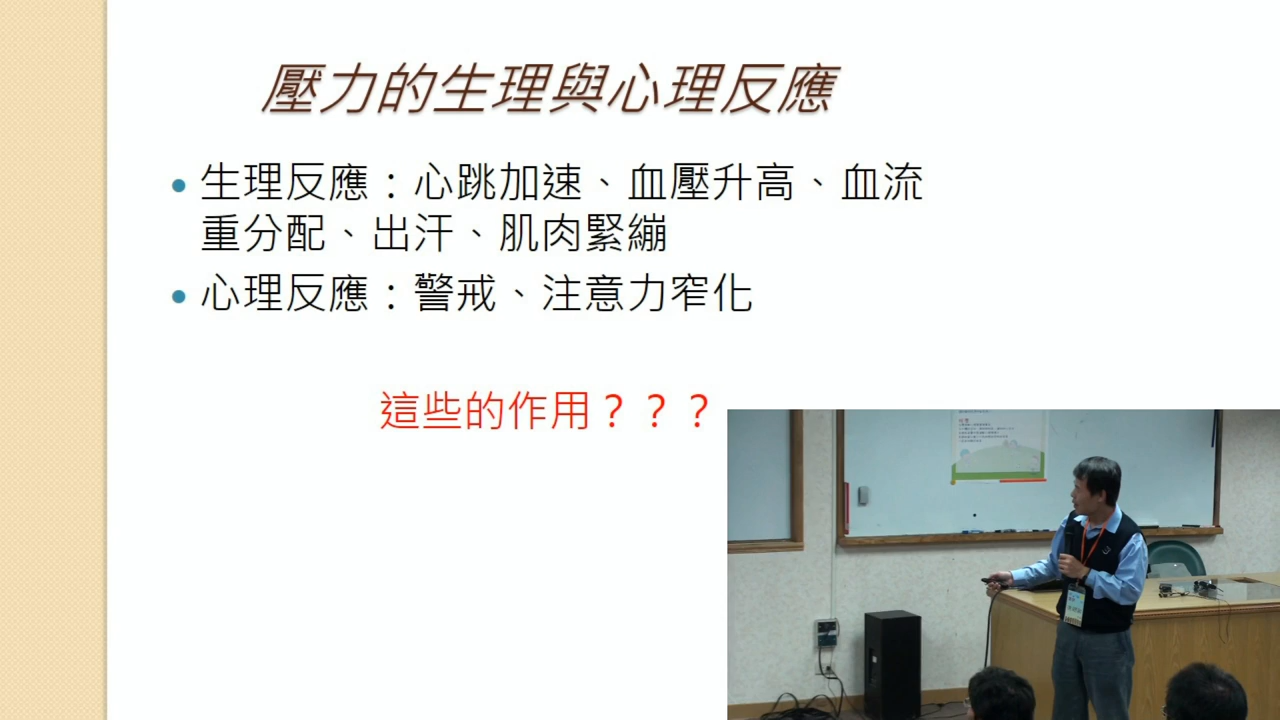 壓力的生理與心理反應
生理反應：心跳加速、血壓升高、血流
重分配、出汗、肌肉緊繃
心理反應：警戒、注意力窄化
這些的作用？？？